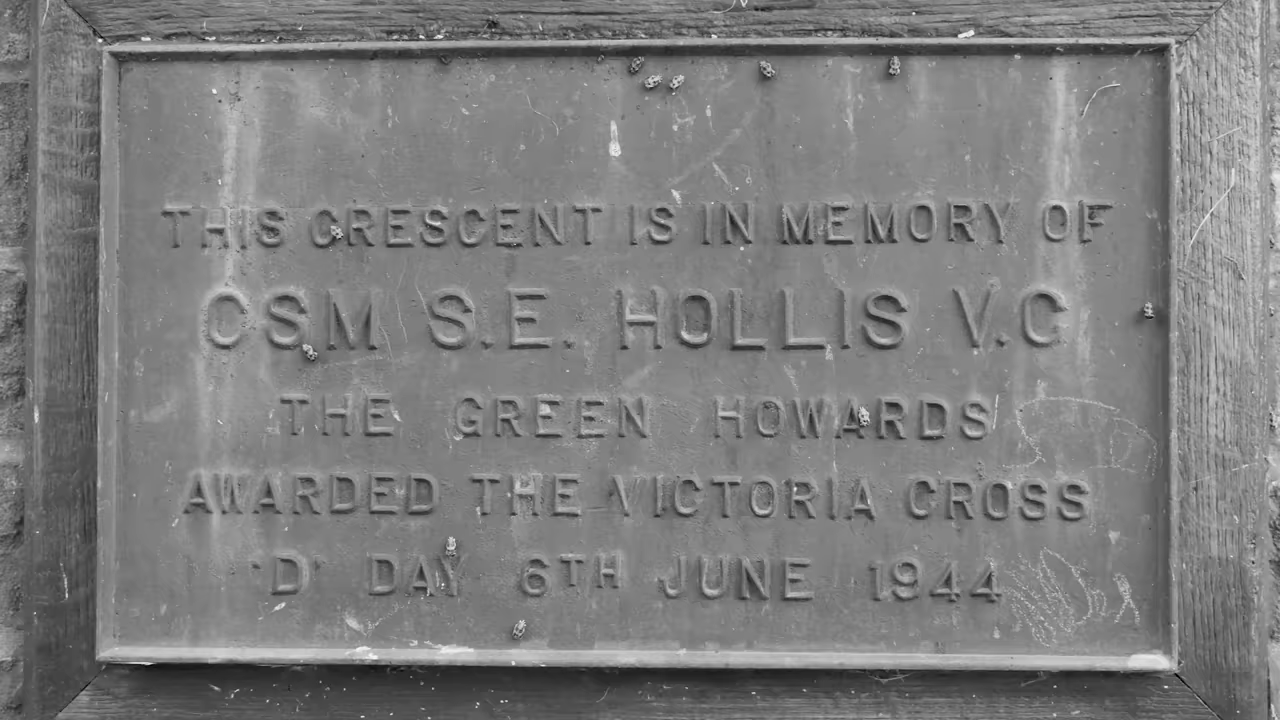 THIS CRESCENT IS IN MEMORY OF
CSM S.E. HOLLIS V.C
THE GREEN HOWARDS
AWARDED THE VICTORIA CROSS
'D' DAY 6TH JUNE 1944